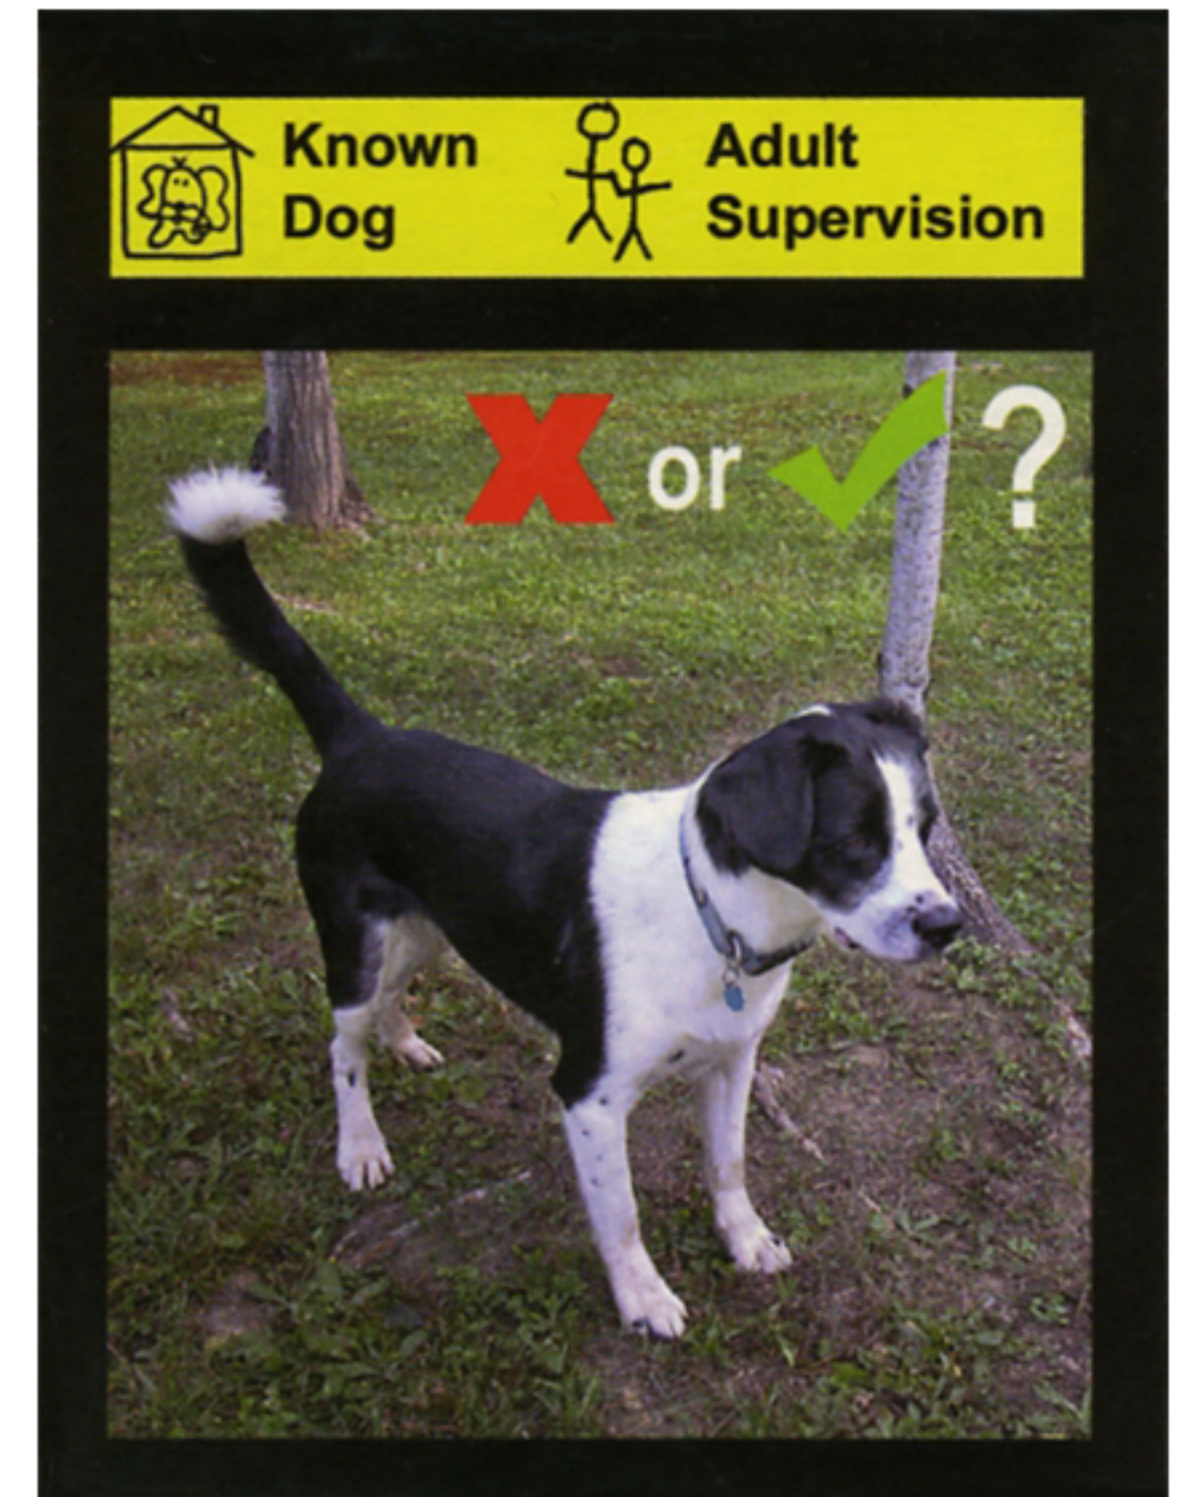 Known
Dog
Adult
Supervision
X or ✓ ?